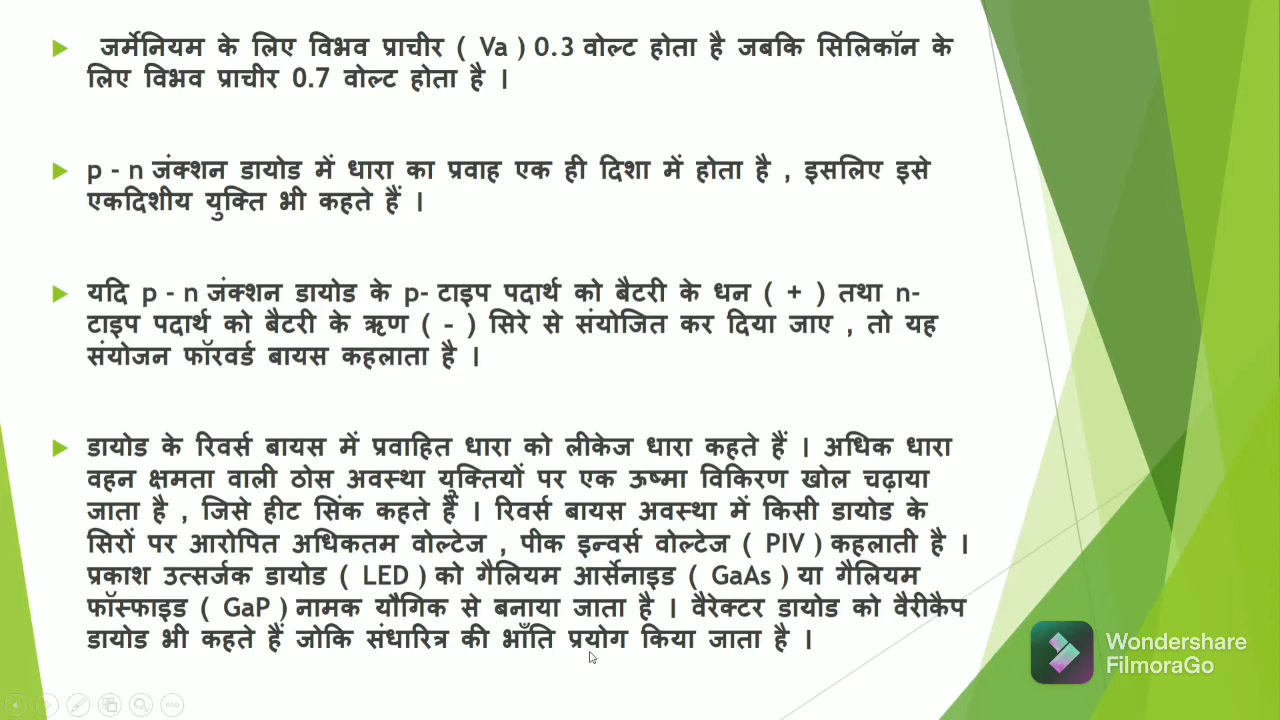 जर्मेनियम के लिए विभव प्राचीर ( Va ) 0.3 वोल्ट होता है जबकि सिलिकॉन के
लिए विभव प्राचीर 0.7 वोल्ट होता है ।
p - n जंक्शन डायोड में धारा का प्रवाह एक ही दिशा में होता है , इसलिए इसे
एकदिशीय युक्ति भी कहते हैं ।
यदि p - n जंक्शन डायोड के p- टाइप पदार्थ को बैटरी के धन ( + ) तथा n-
टाइप पदार्थ को बैटरी के ऋण ( - ) सिरे से संयोजित कर दिया जाए , तो यह
संयोजन फॉरवर्ड बायस कहलाता है ।
डायोड के रिवर्स बायस में प्रवाहित धारा को लीकेज धारा कहते हैं । अधिक धारा
वहन क्षमता वाली ठोस अवस्था युक्तियों पर एक ऊष्मा विकिरण खोल चढ़ाया
जाता है , जिसे हीट सिंक कहते हैं । रिवर्स बायस अवस्था में किसी डायोड के
सिरों पर आरोपित अधिकतम वोल्टेज , पीक इन्वर्स वोल्टेज ( PIV ) कहलाती है ।
प्रकाश उत्सर्जक डायोड ( LED ) को गैलियम आर्सेनाइड ( GaAs ) या गैलियम
फॉस्फाइड ( GaP ) नामक यौगिक से बनाया जाता है । वैरेक्टर डायोड को वैरीकैप
डायोड भी कहते हैं जोकि संधारित्र की भाँति प्रयोग किया जाता है ।
Wondershare
FilmoraGo